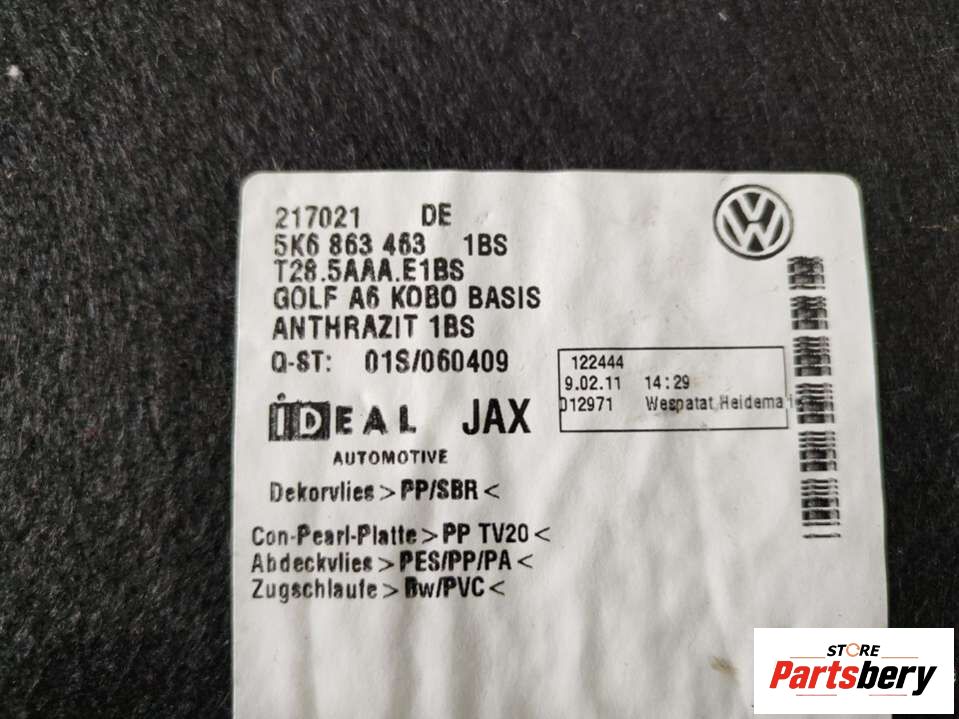 217021 DE
5K6 863 463 1BS
T28.5AAA.E1BS
GOLF A6 KOBO BASIS
ANTHRAZIT 1BS
Q-ST: 01S/060409
122444
9.02.11 14:29
012971 Wespatat,Heidema
iDEAL JAX
AUTOMOTIVE
Dekorvlies>PP/SBR<
Con-Pearl-Platte>PP TV20<
Abdeckvlies>PES/PP/PA<
Zugschlaufe>Bw/PVC<
STORE
Partsbery